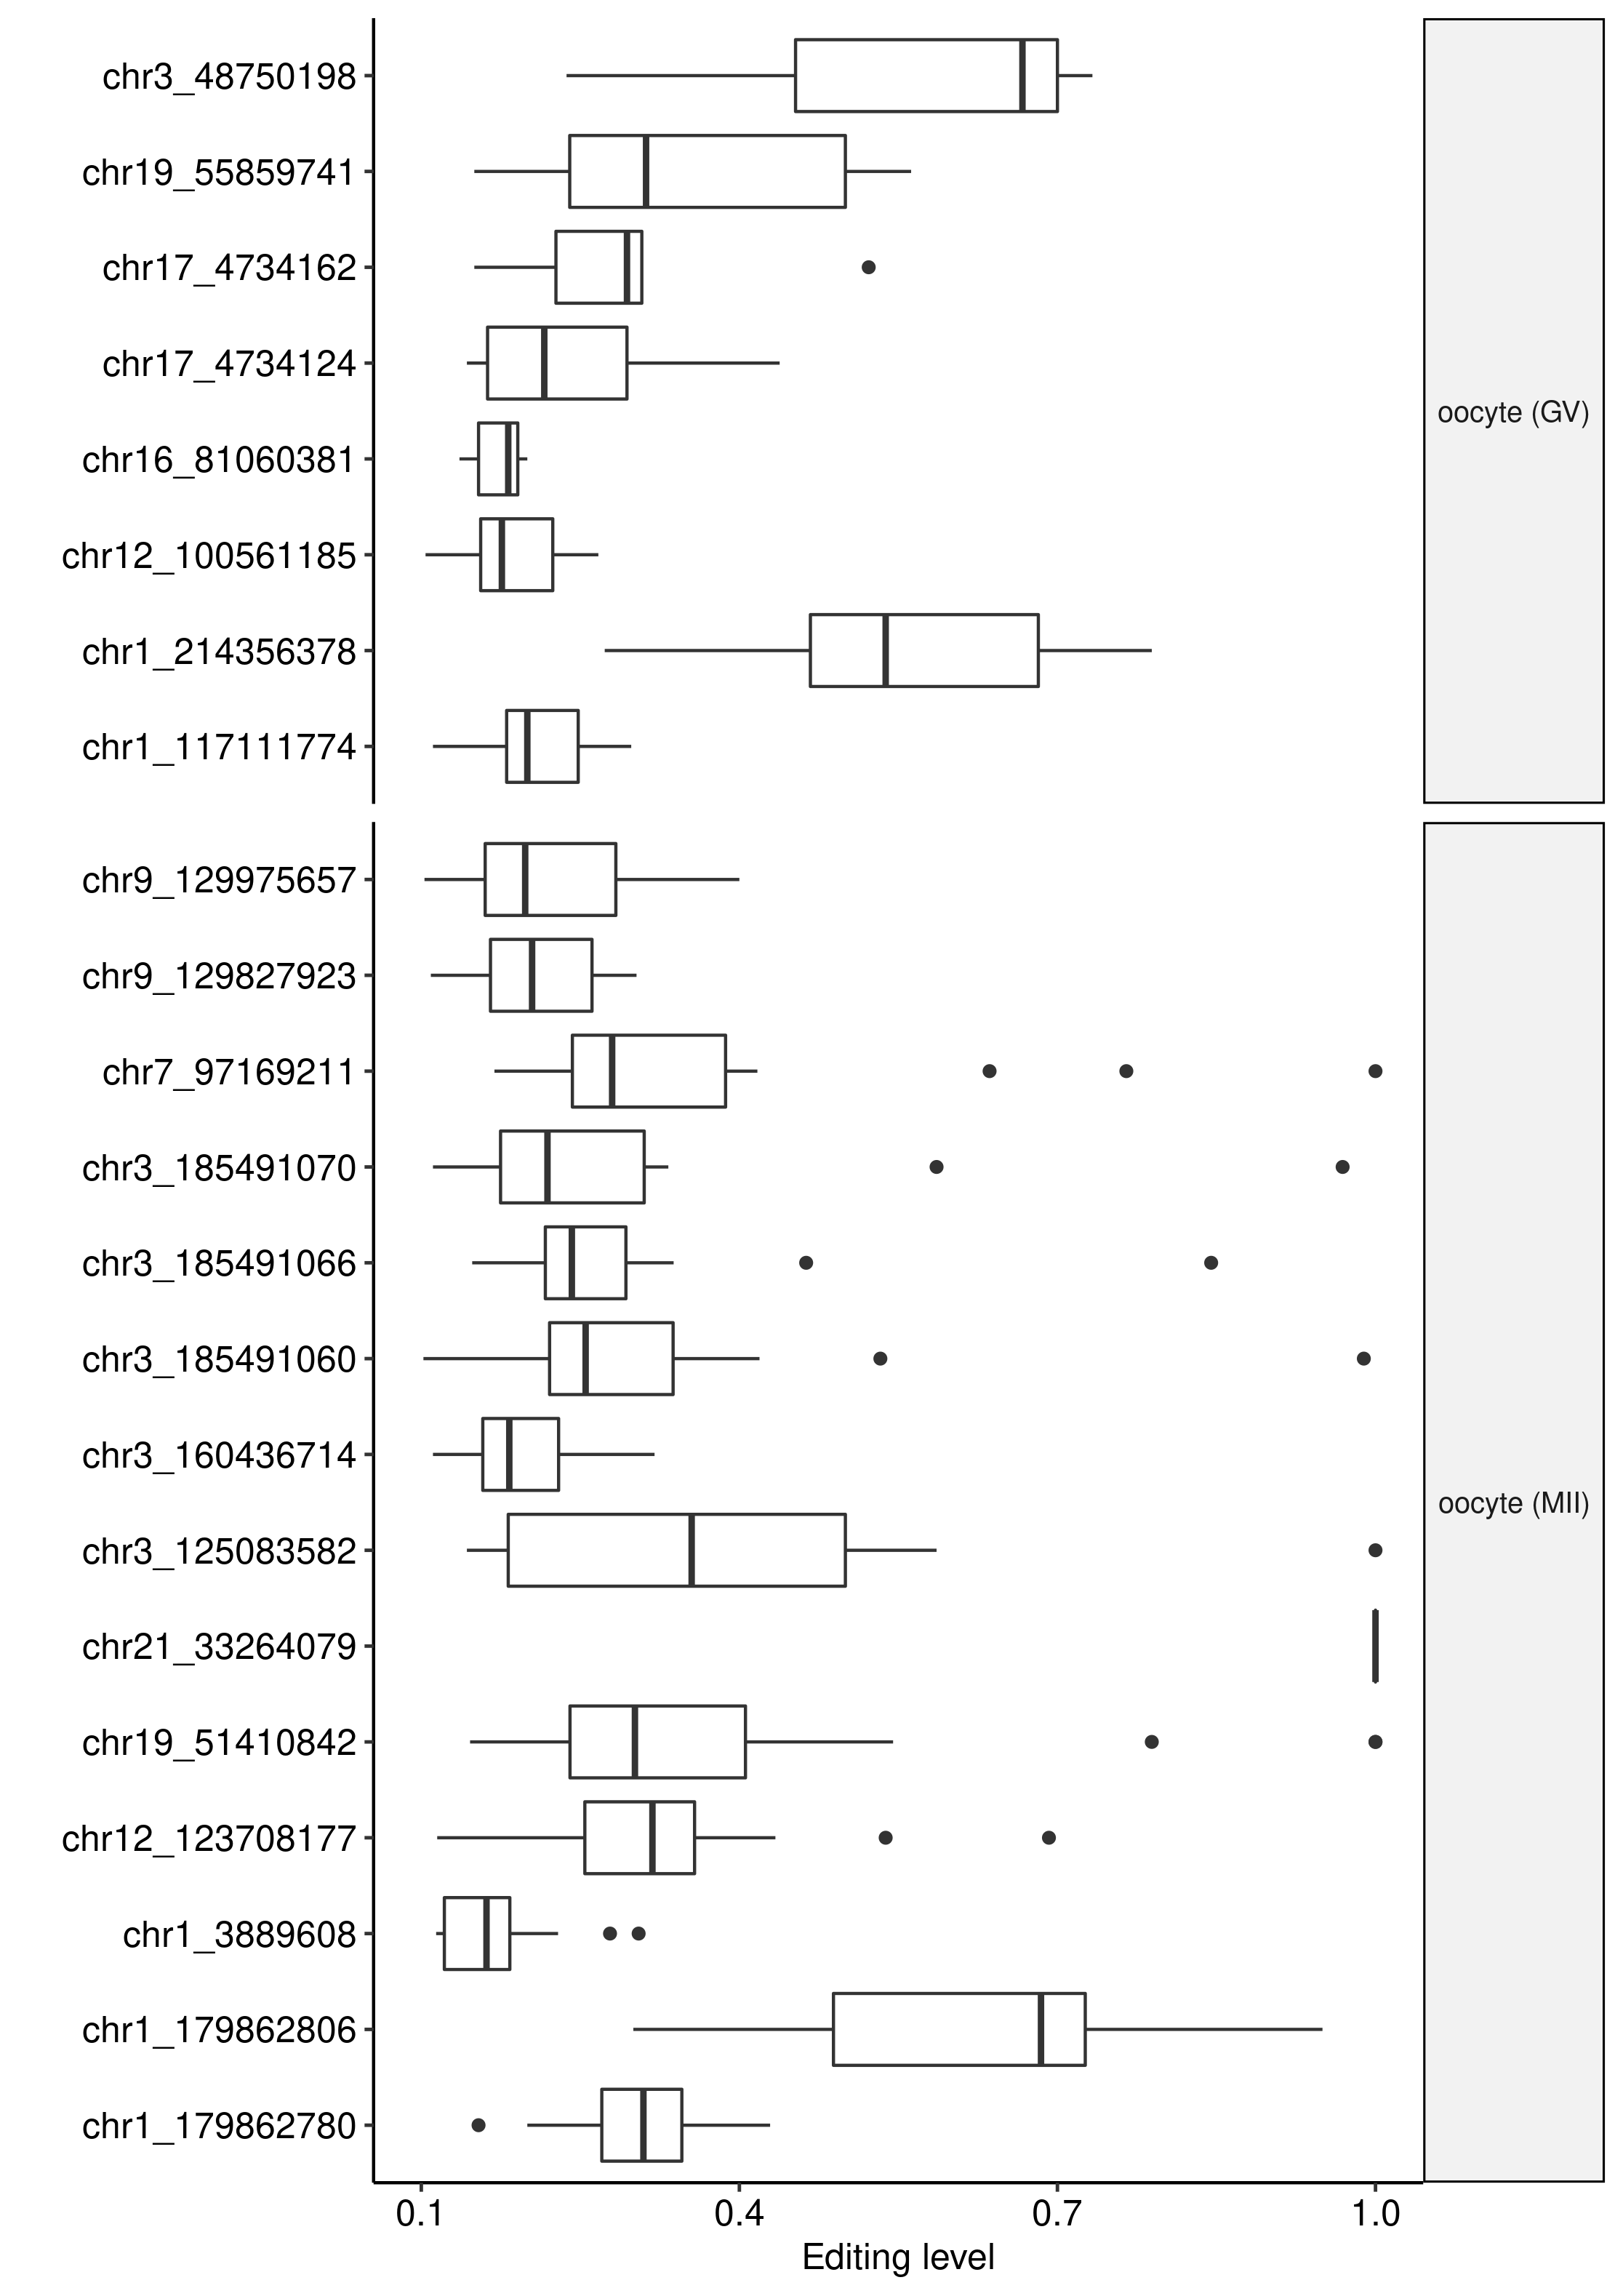 chr3_48750198
chr19_55859741
chr17_4734162
chr17_4734124
chr16_81060381
chr12_100561185
chr1_214356378
chr1_117111774
oocyte (GV)
chr9_129975657
chr9_129827923
chr7_97169211
chr3_185491070
chr3_185491066
chr3_185491060
chr3_160436714
chr3_125083582
chr21_33264079
chr19_51410842
chr12_123708177
chr1_3889608
chr1_179862806
chr1_179862780
oocyte (MII)
0.1 0.4 0.7 1.0
Editing level